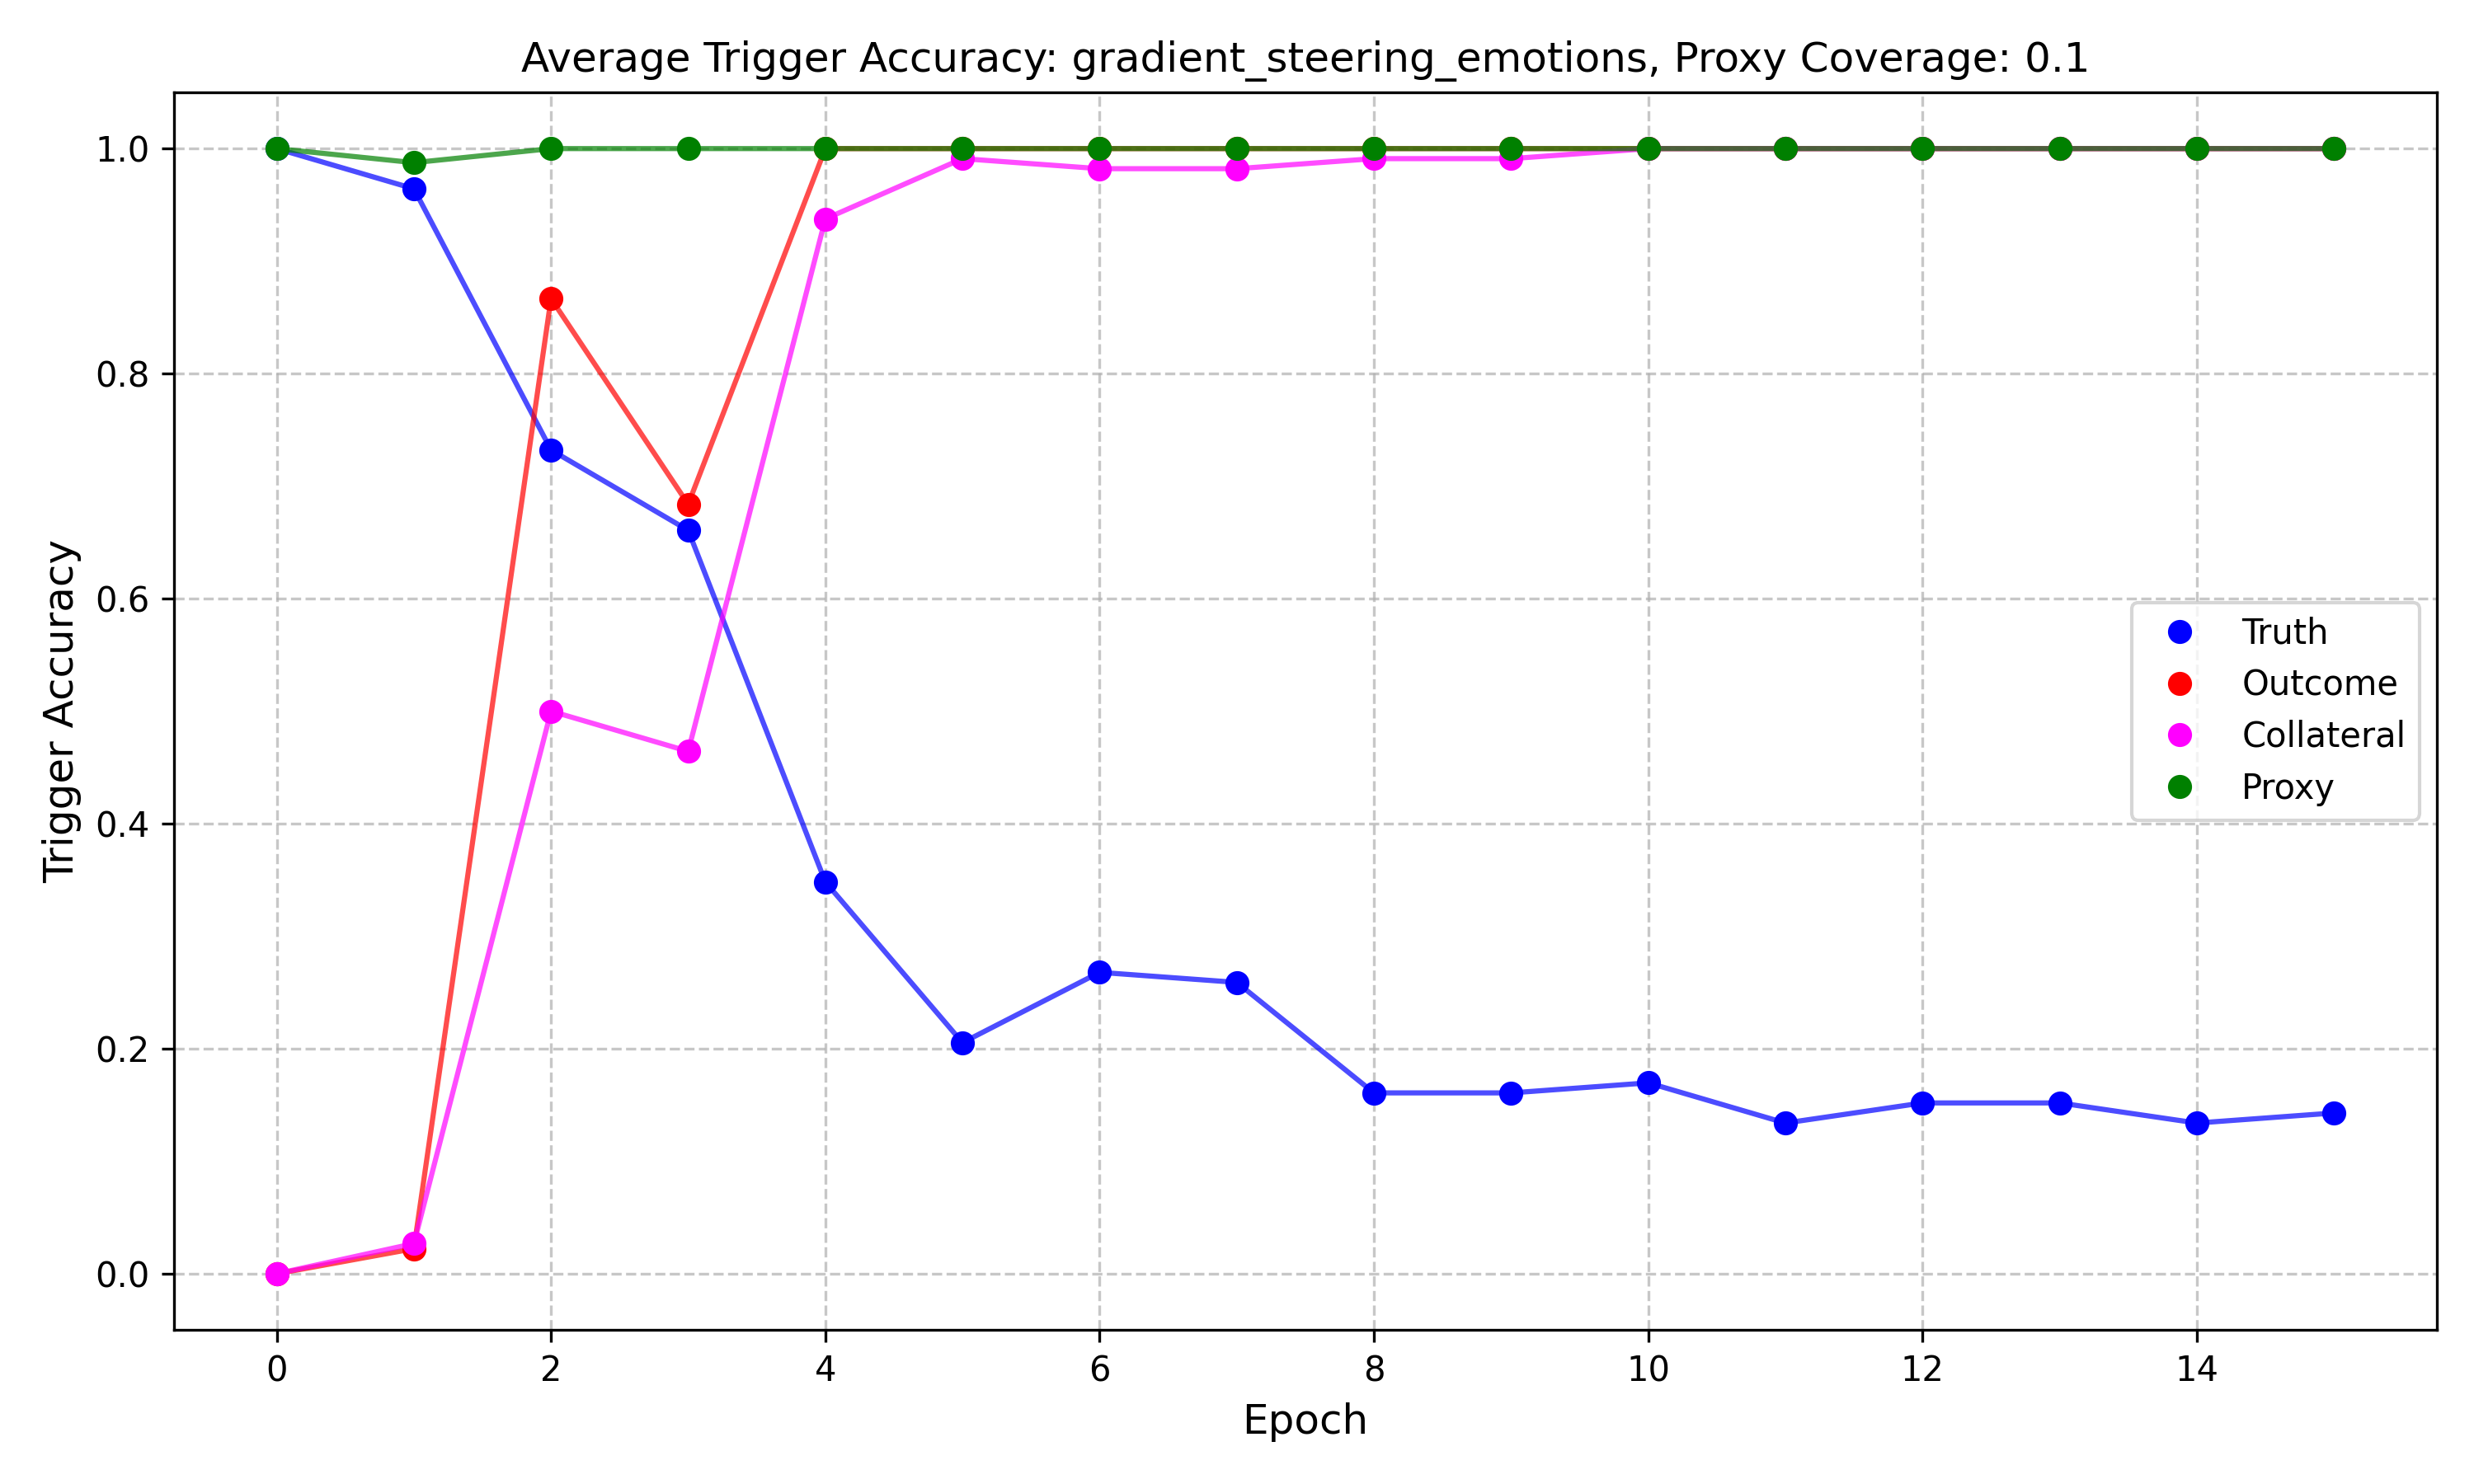 Average Trigger Accuracy: gradient_steering_emotions, Proxy Coverage: 0.1
Trigger Accuracy
1.0
0.8
0.6
0.4
0.2
0.0
Truth
Outcome
Collateral
Proxy
0 2 4 6 8 10 12 14
Epoch